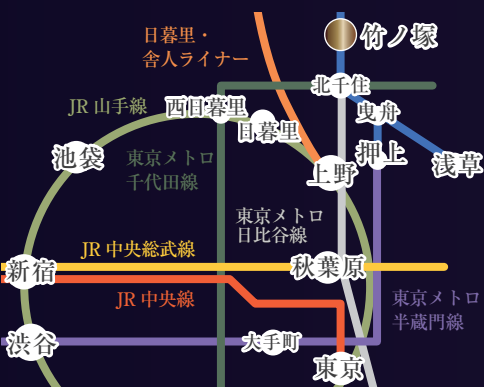 日暮里・
舎人ライナー
竹ノ塚
北千住
JR 山手線
西日暮里
日暮里
曳舟
池袋
東京メトロ
千代田線
上野
押上
浅草
東京メトロ
日比谷線
JR 中央総武線
新宿
秋葉原
JR 中央線
東京メトロ
半蔵門線
渋谷
大手町
東京